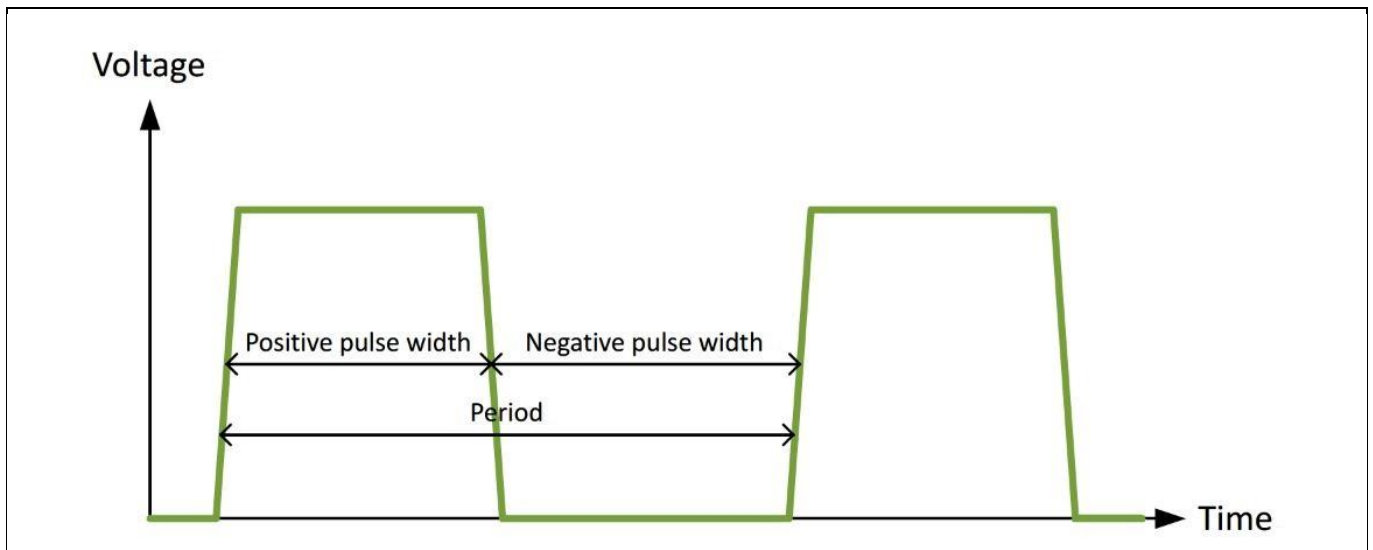 Voltage
Positive pulse width
Negative pulse width
Period
Time